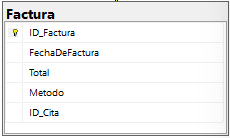 Factura
ID_Factura
FechaDeFactura
Total
Metodo
ID_Cita